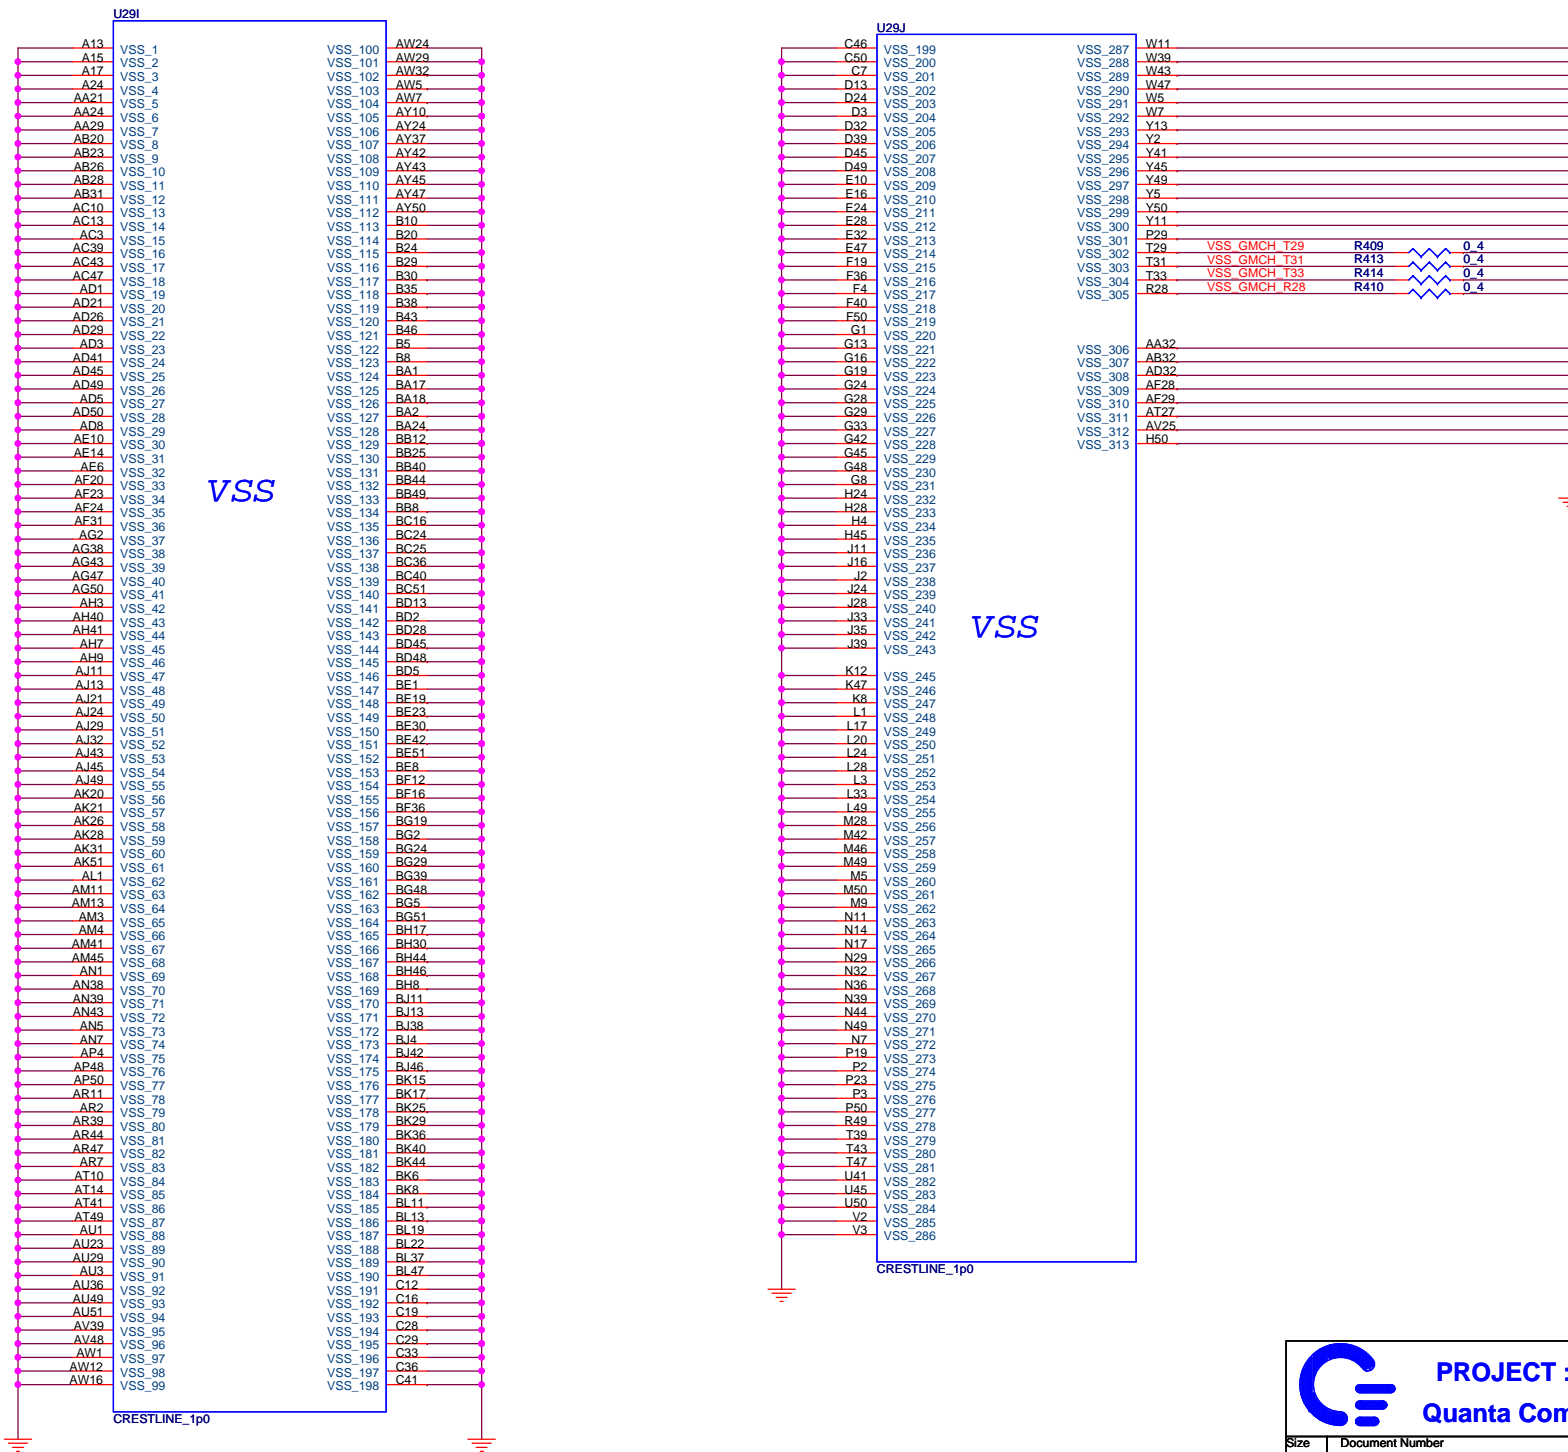 U29I
A13 VSS_1 VSS_100 AW24
A15 VSS_2 VSS_101 AW29
A17 VSS_3 VSS_102 AW32
A24 VSS_4 VSS_103 AW5
AA21 VSS_5 VSS_104 AW7
AA24 VSS_6 VSS_105 AY10
AA29 VSS_7 VSS_106 AY24
AB20 VSS_8 VSS_107 AY37
AB23 VSS_9 VSS_108 AY42
AB26 VSS_10 VSS_109 AY43
AB28 VSS_11 VSS_110 AY45
AB31 VSS_12 VSS_111 AY47
AC10 VSS_13 VSS_112 AY50
AC13 VSS_14 VSS_113 B10
AC3 VSS_15 VSS_114 B20
AC39 VSS_16 VSS_115 B24
AC43 VSS_17 VSS_116 B29
AC47 VSS_18 VSS_117 B30
AD1 VSS_19 VSS_118 B35
AD21 VSS_20 VSS_119 B38
AD26 VSS_21 VSS_120 B43
AD29 VSS_22 VSS_121 B46
AD3 VSS_23 VSS_122 B5
AD41 VSS_24 VSS_123 B8
AD45 VSS_25 VSS_124 BA1
AD49 VSS_26 VSS_125 BA17
AD5 VSS_27 VSS_126 BA18
AD50 VSS_28 VSS_127 BA2
AD8 VSS_29 VSS_128 BA24
AE10 VSS_30 VSS_129 BB12
AE14 VSS_31 VSS_130 BB25
AE6 VSS_32 VSS_131 BB40
AF20 VSS_33 VSS_132 BB44
AF23 VSS_34 VSS_133 BB49
AF24 VSS_35 VSS_134 BB8
AF31 VSS_36 VSS_135 BC16
AG2 VSS_37 VSS_136 BC24
AG38 VSS_38 VSS_137 BC25
AG43 VSS_39 VSS_138 BC36
AG47 VSS_40 VSS_139 BC40
AG50 VSS_41 VSS_140 BC51
AH3 VSS_42 VSS_141 BD13
AH40 VSS_43 VSS_142 BD2
AH41 VSS_44 VSS_143 BD28
AH7 VSS_45 VSS_144 BD45
AH9 VSS_46 VSS_145 BD48
AJ11 VSS_47 VSS_146 BD5
AJ13 VSS_48 VSS_147 BE1
AJ21 VSS_49 VSS_148 BE19
AJ24 VSS_50 VSS_149 BE23
AJ29 VSS_51 VSS_150 BE30
AJ32 VSS_52 VSS_151 BE42
AJ43 VSS_53 VSS_152 BE51
AJ45 VSS_54 VSS_153 BE8
AJ49 VSS_55 VSS_154 BF12
AK20 VSS_56 VSS_155 BF16
AK21 VSS_57 VSS_156 BF36
AK26 VSS_58 VSS_157 BG19
AK28 VSS_59 VSS_158 BG2
AK31 VSS_60 VSS_159 BG24
AK51 VSS_61 VSS_160 BG29
AL1 VSS_62 VSS_161 BG39
AM11 VSS_63 VSS_162 BG48
AM13 VSS_64 VSS_163 BG5
AM3 VSS_65 VSS_164 BG51
AM4 VSS_66 VSS_165 BH17
AM41 VSS_67 VSS_166 BH30
AM45 VSS_68 VSS_167 BH44
AN1 VSS_69 VSS_168 BH46
AN38 VSS_70 VSS_169 BH8
AN39 VSS_71 VSS_170 BJ11
AN43 VSS_72 VSS_171 BJ13
AN5 VSS_73 VSS_172 BJ38
AN7 VSS_74 VSS_173 BJ4
AP4 VSS_75 VSS_174 BJ42
AP48 VSS_76 VSS_175 BJ46
AP50 VSS_77 VSS_176 BK15
AR11 VSS_78 VSS_177 BK17
AR2 VSS_79 VSS_178 BK25
AR39 VSS_80 VSS_179 BK29
AR44 VSS_81 VSS_180 BK36
AR47 VSS_82 VSS_181 BK40
AR7 VSS_83 VSS_182 BK44
AT10 VSS_84 VSS_183 BK6
AT14 VSS_85 VSS_184 BK8
AT41 VSS_86 VSS_185 BL11
AT49 VSS_87 VSS_186 BL13
AU1 VSS_88 VSS_187 BL19
AU23 VSS_89 VSS_188 BL22
AU29 VSS_90 VSS_189 BL37
AU3 VSS_91 VSS_190 BL47
AU36 VSS_92 VSS_191 C12
AU49 VSS_93 VSS_192 C16
AU51 VSS_94 VSS_193 C19
AV39 VSS_95 VSS_194 C28
AV48 VSS_96 VSS_195 C29
AW1 VSS_97 VSS_196 C33
AW12 VSS_98 VSS_197 C36
AW16 VSS_99 VSS_198 C41
VSS
CRESTLINE_1p0
U29J
C46 VSS_199 VSS_287 W11
C50 VSS_200 VSS_288 W39
C7 VSS_201 VSS_289 W43
D13 VSS_202 VSS_290 W47
D24 VSS_203 VSS_291 W5
D3 VSS_204 VSS_292 W7
D32 VSS_205 VSS_293 Y13
D39 VSS_206 VSS_294 Y2
D45 VSS_207 VSS_295 Y41
D49 VSS_208 VSS_296 Y45
E10 VSS_209 VSS_297 Y49
E16 VSS_210 VSS_298 Y5
E24 VSS_211 VSS_299 Y50
E28 VSS_212 VSS_300 Y11
E32 VSS_213 VSS_301 P29
E47 VSS_214 VSS_302 T29 VSS_GMCH_T29 R409 0_4
F19 VSS_215 VSS_303 T31 VSS_GMCH_T31 R413 0_4
F36 VSS_216 VSS_304 T33 VSS_GMCH_T33 R414 0_4
F4 VSS_217 VSS_305 R28 VSS_GMCH_R28 R410 0_4
F40 VSS_218
F50 VSS_219
G1 VSS_220
G13 VSS_221 VSS_306 AA32
G16 VSS_222 VSS_307 AB32
G19 VSS_223 VSS_308 AD32
G24 VSS_224 VSS_309 AF28
G28 VSS_225 VSS_310 AF29
G29 VSS_226 VSS_311 AT27
G33 VSS_227 VSS_312 AV25
G42 VSS_228 VSS_313 H50
G45 VSS_229
G48 VSS_230
G8 VSS_231
H24 VSS_232
H28 VSS_233
H4 VSS_234
H45 VSS_235
J11 VSS_236
J16 VSS_237
J2 VSS_238
J24 VSS_239
J28 VSS_240
J33 VSS_241
J35 VSS_242
J39 VSS_243
VSS
K12 VSS_245
K47 VSS_246
K8 VSS_247
L1 VSS_248
L17 VSS_249
L20 VSS_250
L24 VSS_251
L28 VSS_252
L3 VSS_253
L33 VSS_254
L49 VSS_255
M28 VSS_256
M42 VSS_257
M46 VSS_258
M49 VSS_259
M5 VSS_260
M50 VSS_261
M9 VSS_262
N11 VSS_263
N14 VSS_264
N17 VSS_265
N29 VSS_266
N32 VSS_267
N36 VSS_268
N39 VSS_269
N44 VSS_270
N49 VSS_271
N7 VSS_272
P19 VSS_273
P2 VSS_274
P23 VSS_275
P3 VSS_276
P50 VSS_277
R49 VSS_278
T39 VSS_279
T43 VSS_280
T47 VSS_281
U41 VSS_282
U45 VSS_283
U50 VSS_284
V2 VSS_285
V3 VSS_286
CRESTLINE_1p0
PROJECT :
Quanta Com
Size Document Number